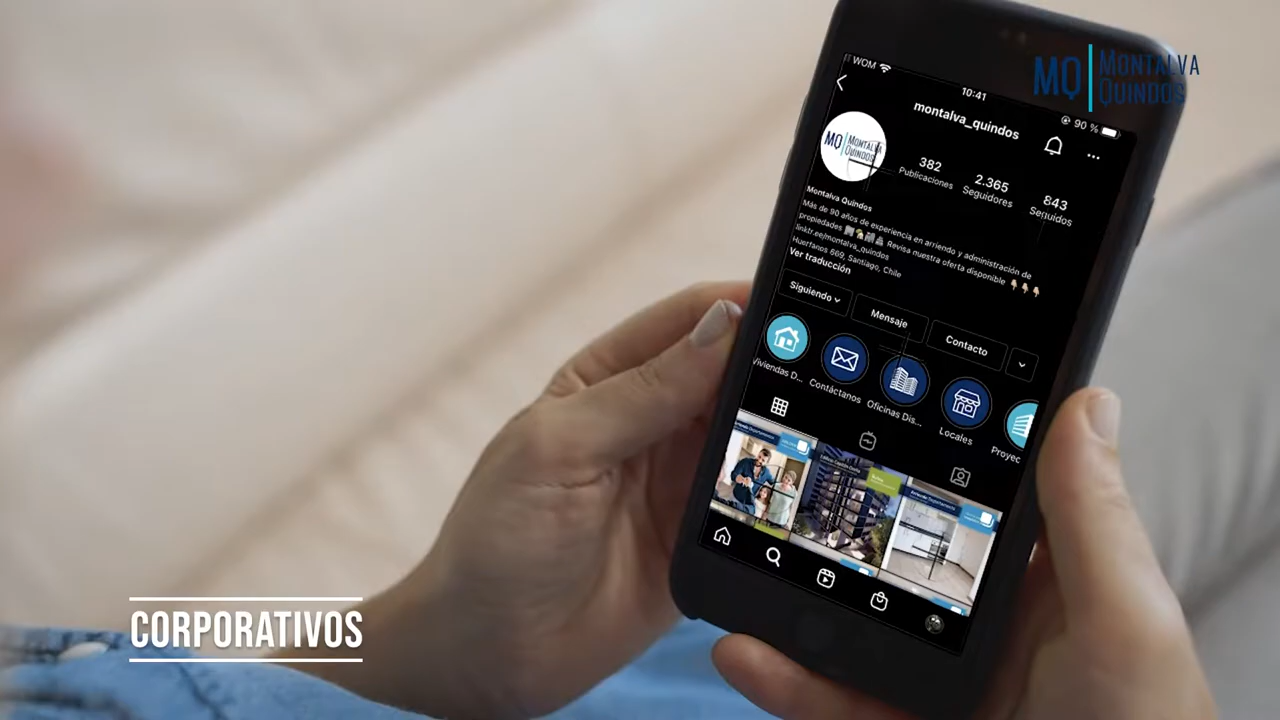 MQ MONTALVA
QUINDOS
WOM
10:41
90 %
montalva_quindos
MQ MONTALVA
QUINDOS
382
Publicaciones
2.365
Seguidores
843
Seguidos
Montalva Quindos
Más de 90 años de experiencia en arriendo y administración de
propiedades 🏢🏡🏬🏯 Revisa nuestra oferta disponible 👇🏼👇🏼👇🏼
linktr.ee/montalva_quindos
Huerfanos 669, Santiago, Chile
Ver traducción
Siguiendo
Mensaje
Contacto
Viviendas D...
Contáctanos
Oficinas Dis...
Locales
Proyec
CORPORATIVOS